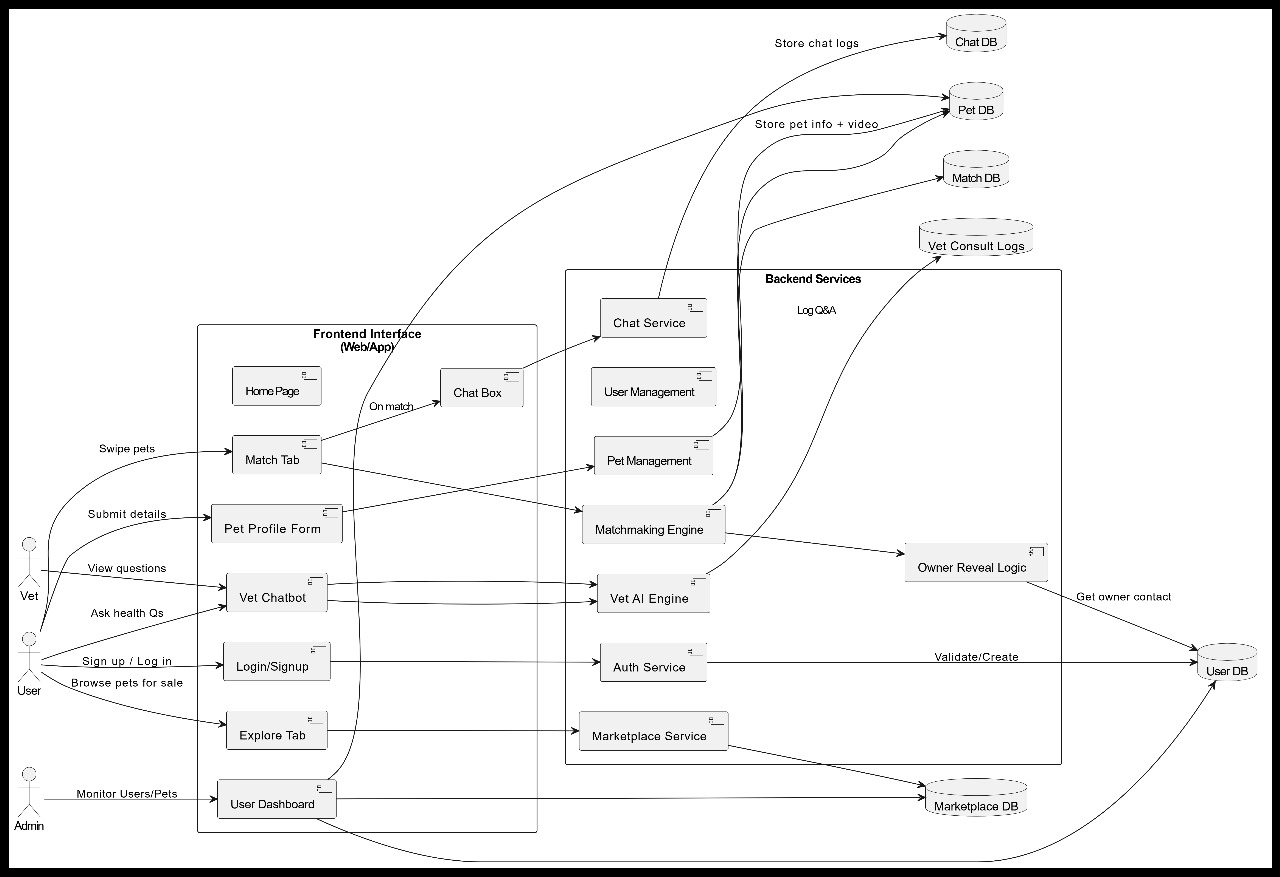 Store chat logs
Chat DB
Pet DB
Store pet info + video
Match DB
Vet Consult Logs
Backend Services
Log Q&A
Chat Service
Frontend Interface
(Web/App)
Home Page
Chat Box
User Management
On match
Swipe pets
Match Tab
Pet Management
Submit details
Pet Profile Form
Matchmaking Engine
Owner Reveal Logic
View questions
Vet
Vet Chatbot
Vet AI Engine
Get owner contact
Ask health Qs
Sign up / Log in
Login/Signup
Auth Service
Validate/Create
User DB
User
Browse pets for sale
Explore Tab
Marketplace Service
Monitor Users/Pets
User Dashboard
Marketplace DB
Admin